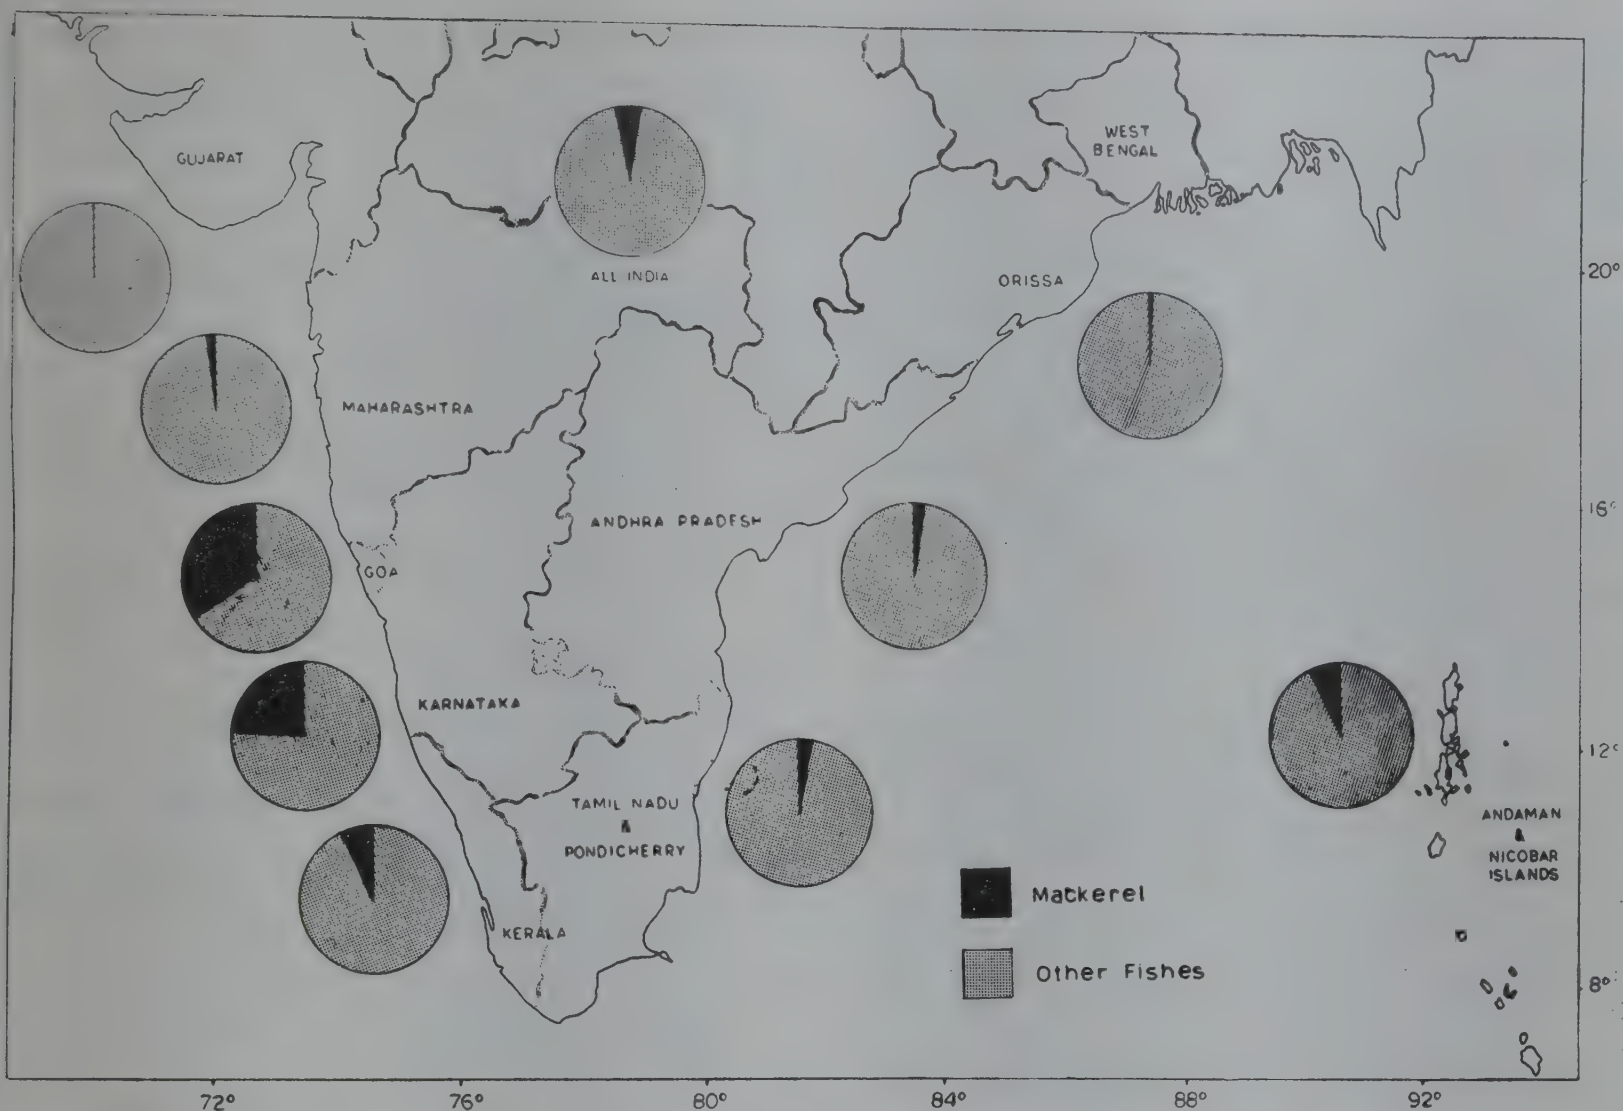 GUJARAT
WEST
BENGAL
ALL INDIA
ORISSA
20°
MAHARASHTRA
ANDHRA PRADESH
16°
GOA
KARNATAKA
12°
TAMIL NADU
&
PONDICHERRY
ANDAMAN
&
NICOBAR
ISLANDS
Mackerel
KERALA
Other Fishes
8°
72°
76°
80°
84°
88°
92°